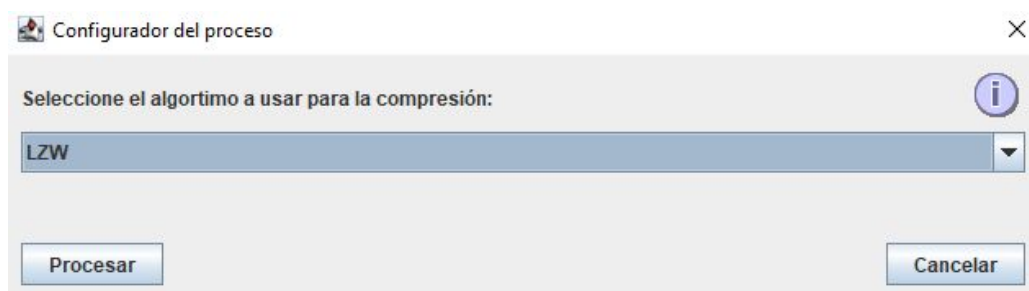 Configurador del proceso
Seleccione el algortimo a usar para la compresión:
i
LZW
Procesar
Cancelar